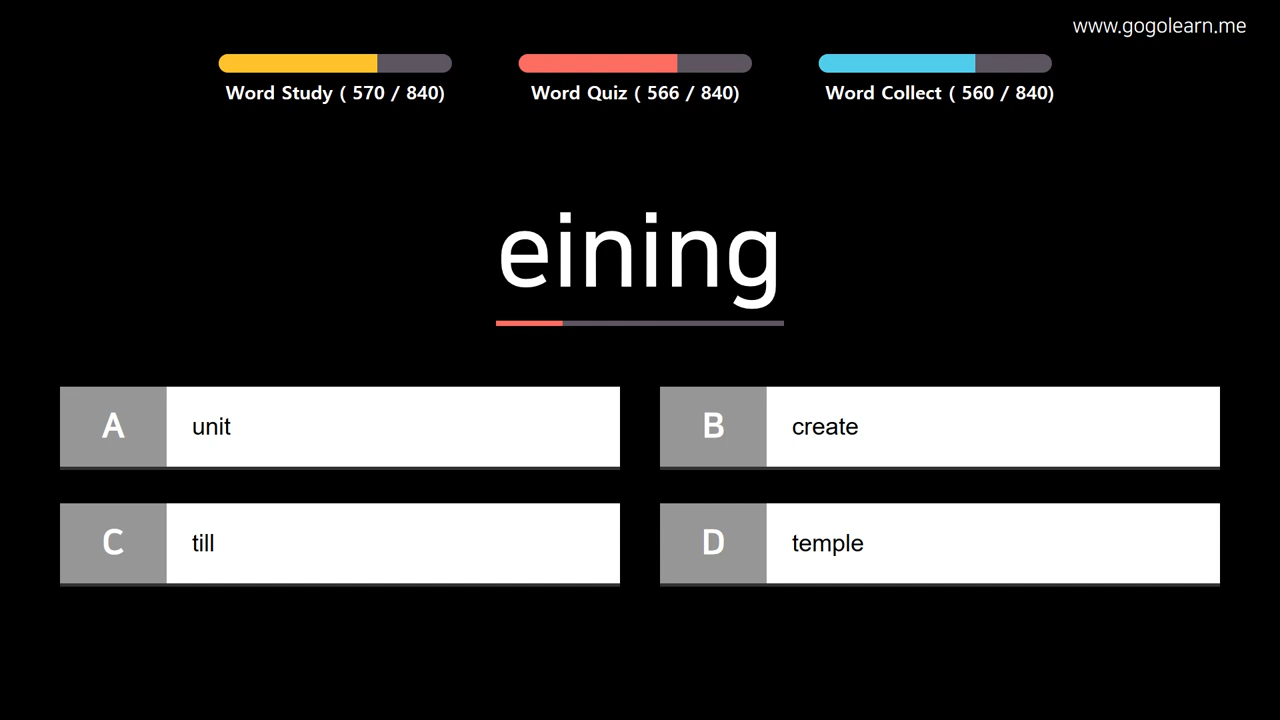 www.gogolearn.me
Word Study ( 570 / 840)
Word Quiz ( 566 / 840)
Word Collect ( 560 / 840)
eining
A unit
B create
C till
D temple